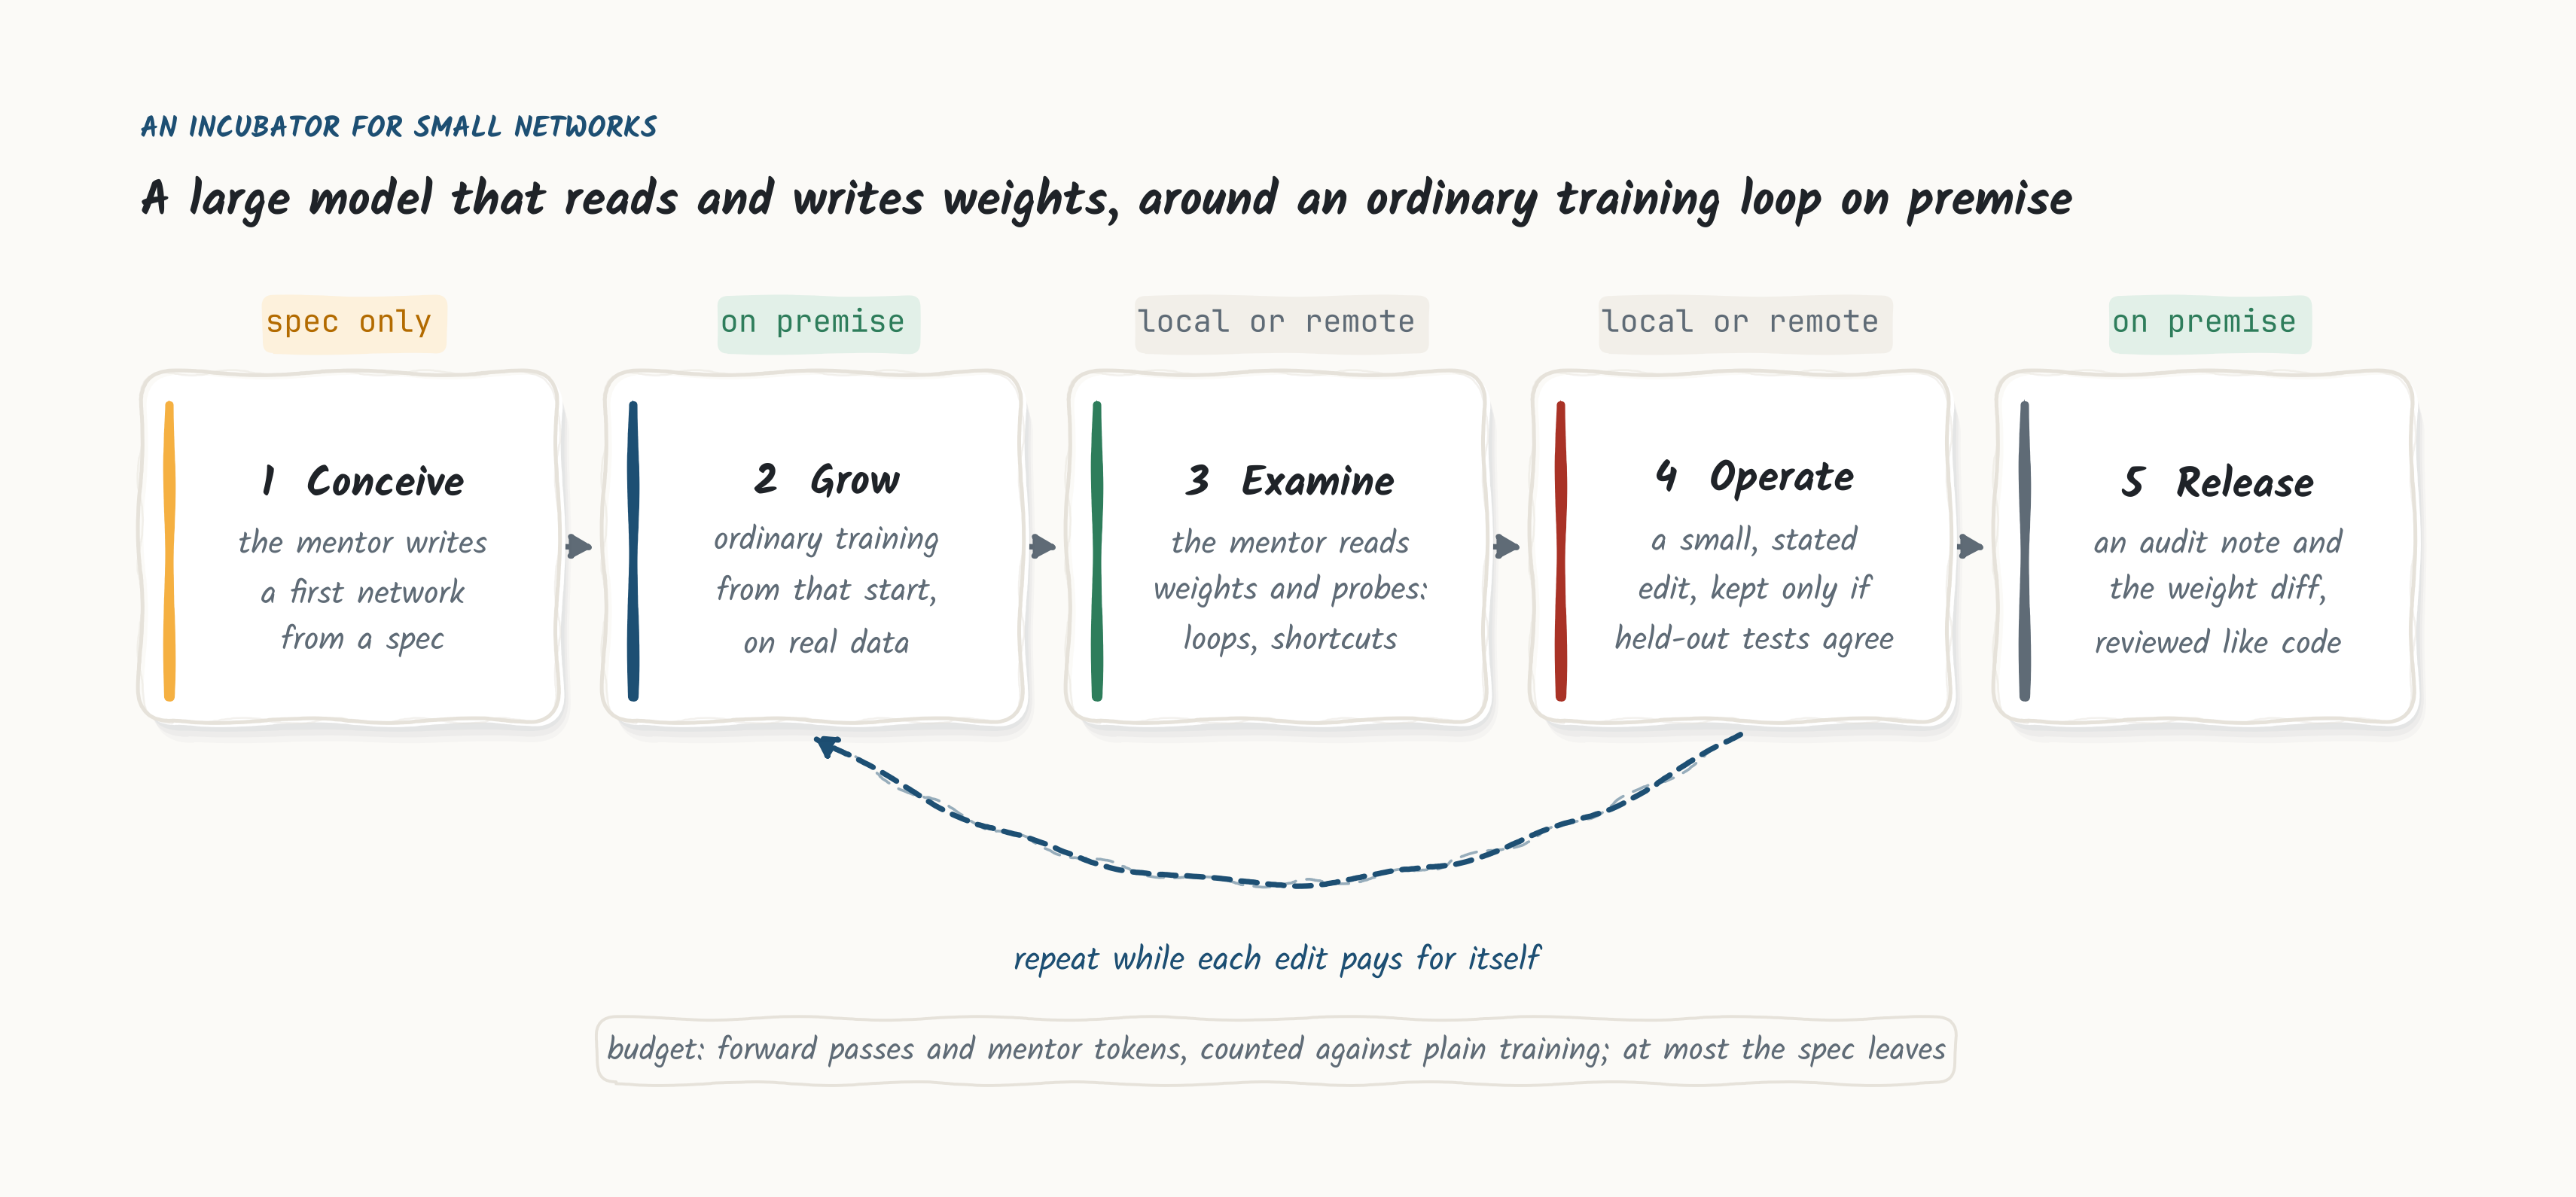 AN INCUBATOR FOR SMALL NETWORKS
A large model that reads and writes weights, around an ordinary training loop on premise
spec only
on premise
local or remote
local or remote
on premise
1 Conceive
the mentor writes
a first network
from a spec
2 Grow
ordinary training
from that start,
on real data
3 Examine
the mentor reads
weights and probes:
loops, shortcuts
4 Operate
a small, stated
edit, kept only if
held-out tests agree
5 Release
an audit note and
the weight diff,
reviewed like code
repeat while each edit pays for itself
budget: forward passes and mentor tokens, counted against plain training; at most the spec leaves